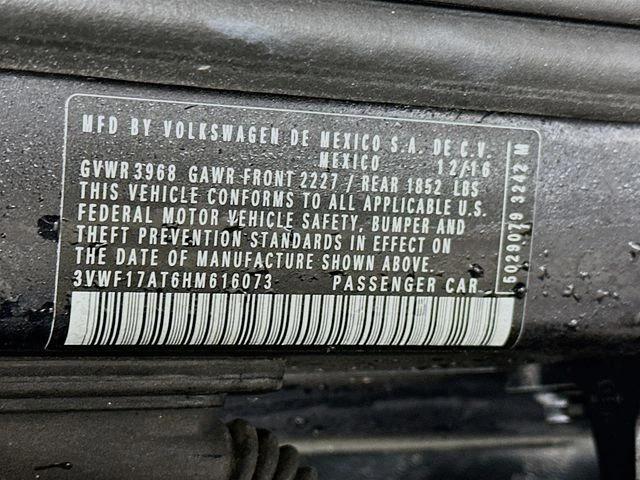 MFD BY VOLKSWAGEN DE MEXICO S.A. DE C.V.
MEXICO 12/16
GVWR 3968 GAWR FRONT 2227 / REAR 1852 LBS
THIS VEHICLE CONFORMS TO ALL APPLICABLE U.S.
FEDERAL MOTOR VEHICLE SAFETY, BUMPER AND
THEFT PREVENTION STANDARDS IN EFFECT ON
THE DATE OF MANUFACTURE SHOWN ABOVE.
3VWF17AT6HM616073 PASSENGER CAR
5029079 3242 M